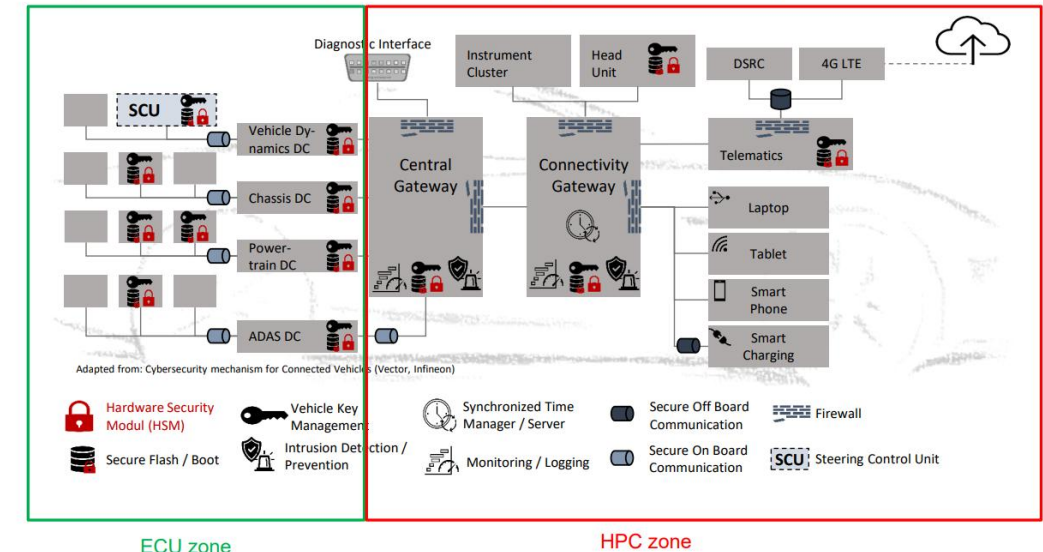 Diagnostic Interface
Instrument
Cluster
Head
Unit
DSRC
4G LTE
SCU
Vehicle Dy-
namics DC
Central
Gateway
Connectivity
Gateway
Telematics
Chassis DC
Laptop
Power-
train DC
Tablet
Smart
Phone
ADAS DC
Smart
Charging
Adapted from: Cybersecurity mechanism for Connected Vehicles (Vector, Infineon)
Hardware Security
Modul (HSM)
Vehicle Key
Management
Synchronized Time
Manager / Server
Secure Off Board
Communication
Firewall
Secure Flash / Boot
Intrusion Detection /
Prevention
Monitoring / Logging
Secure On Board
Communication
SCU
Steering Control Unit
ECU zone
HPC zone